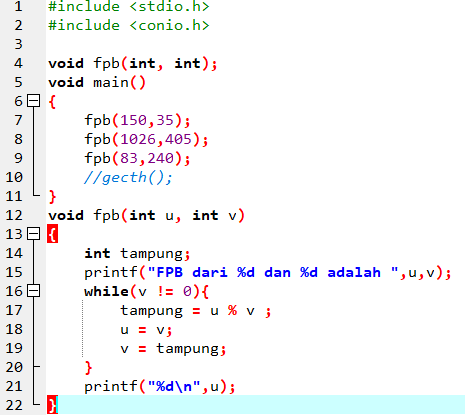 1 #include <stdio.h>
2 #include <conio.h>
3
4 void fpb(int, int);
5 void main()
6 {
7 fpb(150,35);
8 fpb(1026,405);
9 fpb(83,240);
10 //gecth();
11 }
12 void fpb(int u, int v)
13 {
14 int tampung;
15 printf("FPB dari %d dan %d adalah ",u,v);
16 while(v != 0){
17 tampung = u % v ;
18 u = v;
19 v = tampung;
20 }
21 printf("%d\n",u);
22 }